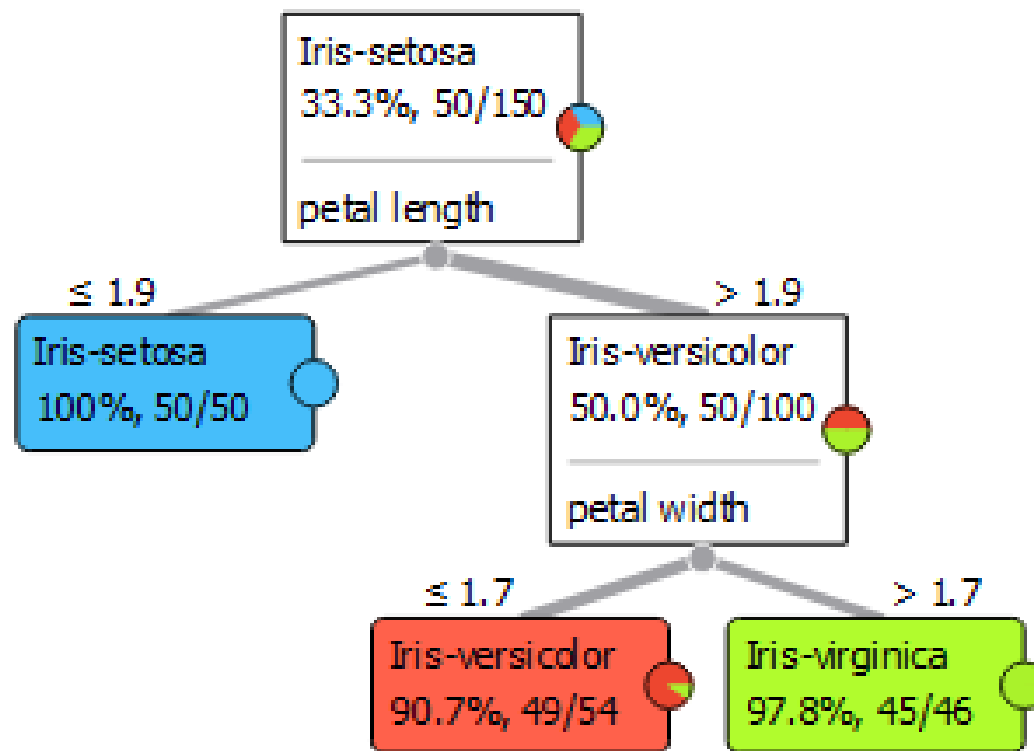 Iris-setosa
33.3%, 50/150
petal length
≤ 1.9
> 1.9
Iris-setosa
100%, 50/50
Iris-versicolor
50.0%, 50/100
petal width
≤ 1.7
> 1.7
Iris-versicolor
90.7%, 49/54
Iris-virginica
97.8%, 45/46